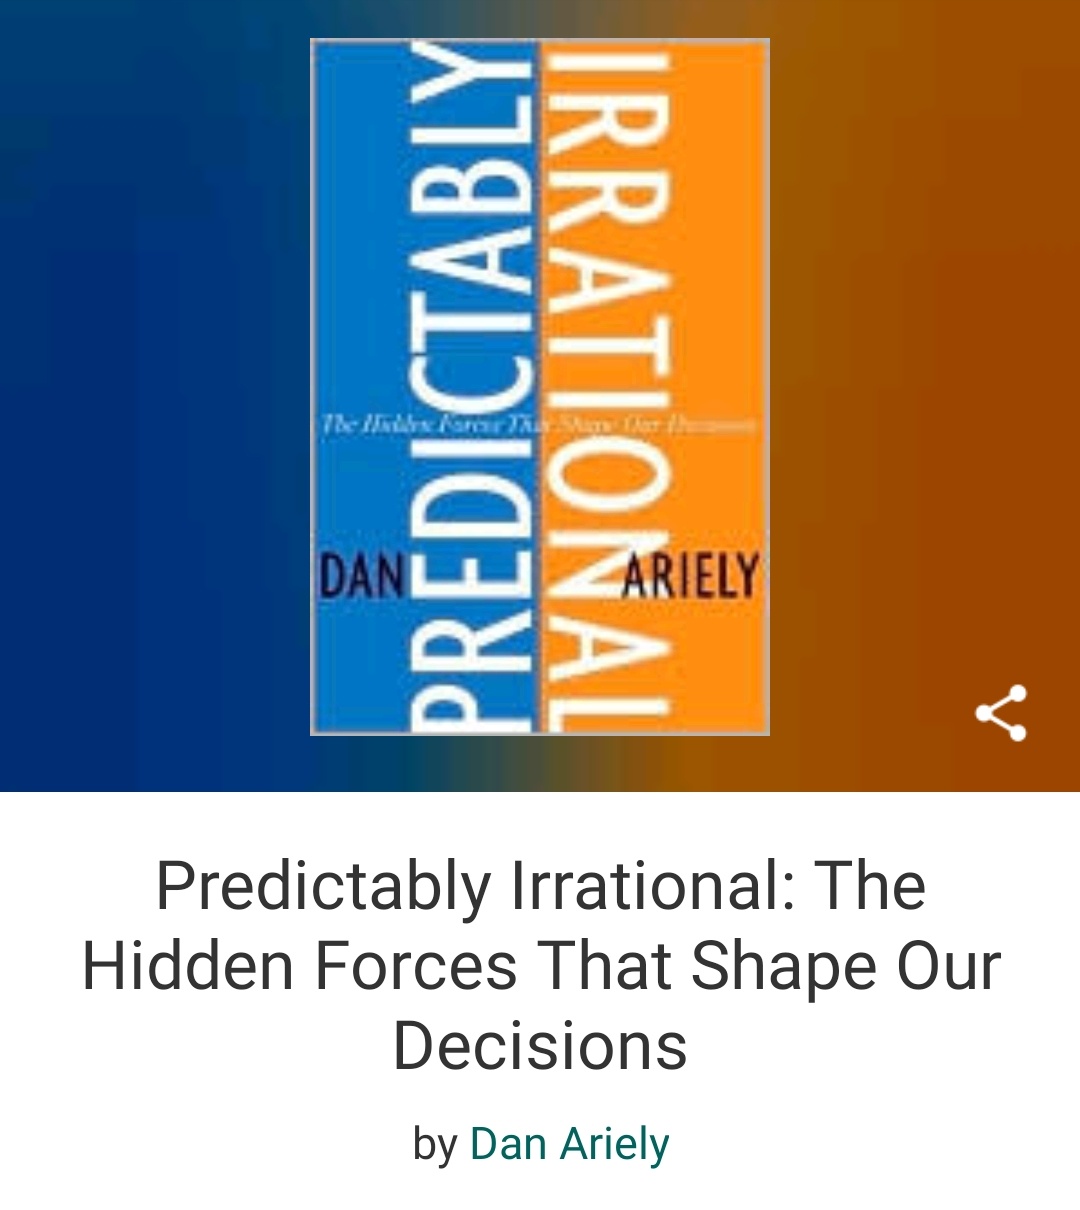 PREDICTABLY
IRRATIONAL
The Hidden Forces That Shape Our Decisions
DAN ARIELY
Predictably Irrational: The
Hidden Forces That Shape Our
Decisions
by Dan Ariely